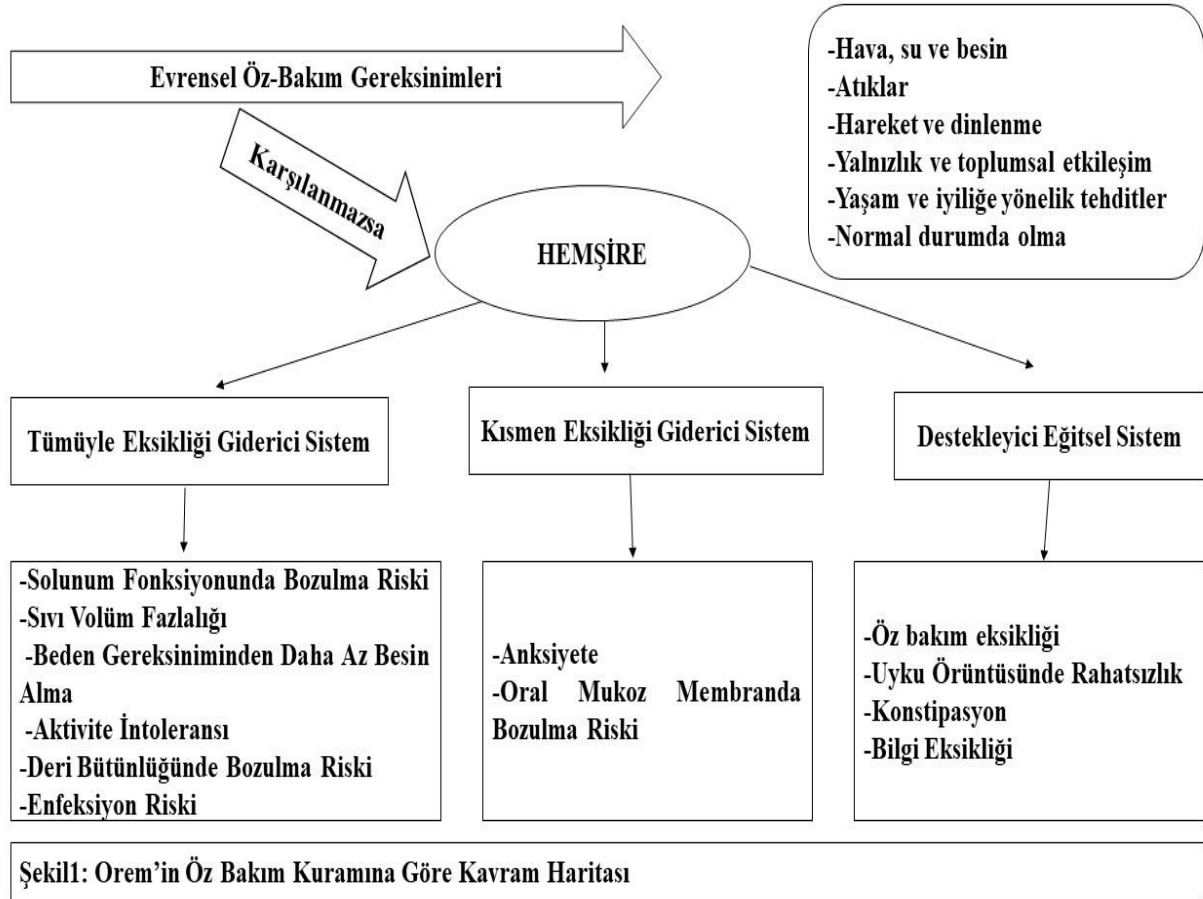 Evrensel Öz-Bakım Gereksinimleri
-Hava, su ve besin
-Atıklar
-Hareket ve dinlenme
-Yalnızlık ve toplumsal etkileşim
-Yaşam ve iyiliğe yönelik tehditler
-Normal durumda olma
Karşılanmazsa
HEMŞİRE
Tümüyle Eksikliği Giderici Sistem
Kısmen Eksikliği Giderici Sistem
Destekleyici Eğitsel Sistem
-Solunum Fonksiyonunda Bozulma Riski
-Sıvı Volüm Fazlalığı
-Beden Gereksiniminden Daha Az Besin
Alma
-Aktivite İntoleransı
-Deri Bütünlüğünde Bozulma Riski
-Enfeksiyon Riski
-Anksiyete
-Oral Mukoz Membranda
Bozulma Riski
-Öz bakım eksikliği
-Uyku Örüntüsünde Rahatsızlık
-Konstipasyon
-Bilgi Eksikliği
Şekil1: Orem’in Öz Bakım Kuramına Göre Kavram Haritası